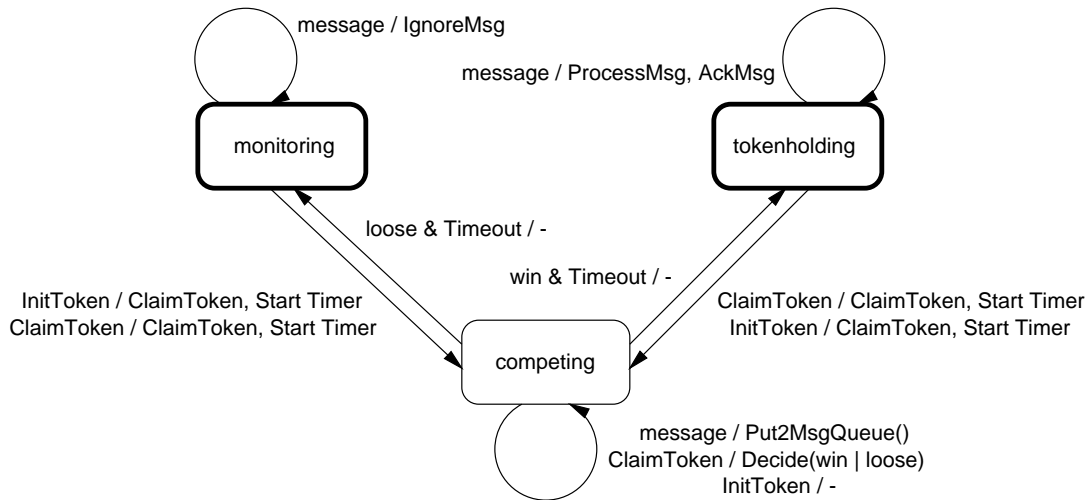 message / IgnoreMsg
message / ProcessMsg, AckMsg
monitoring
tokenholding
loose & Timeout / -
win & Timeout / -
InitToken / ClaimToken, Start Timer
ClaimToken / ClaimToken, Start Timer
ClaimToken / ClaimToken, Start Timer
InitToken / ClaimToken, Start Timer
competing
message / Put2MsgQueue()
ClaimToken / Decide(win | loose)
InitToken / -